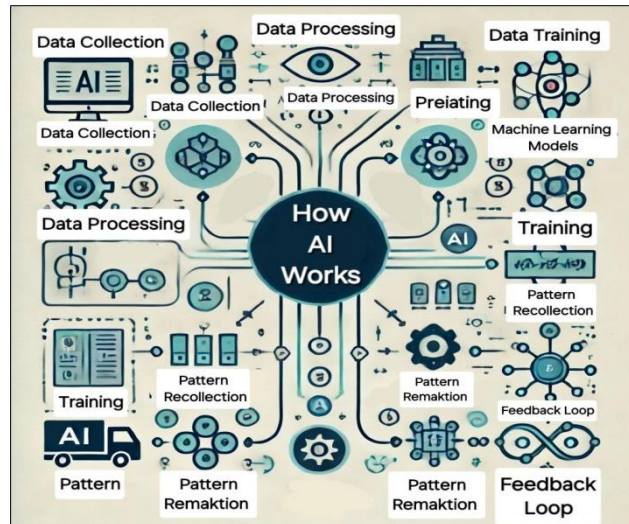 Data Collection
Data Processing
Data Training
AI
Data Collection
Data Processing
Preiating
Data Collection
Machine Learning
Models
How
AI
Works
Data Processing
Training
AI
Pattern
Recollection
Training
Pattern
Recollection
Pattern
Remaktion
Feedback Loop
AI
Pattern
Pattern
Remaktion
Pattern
Remaktion
Feedback
Loop